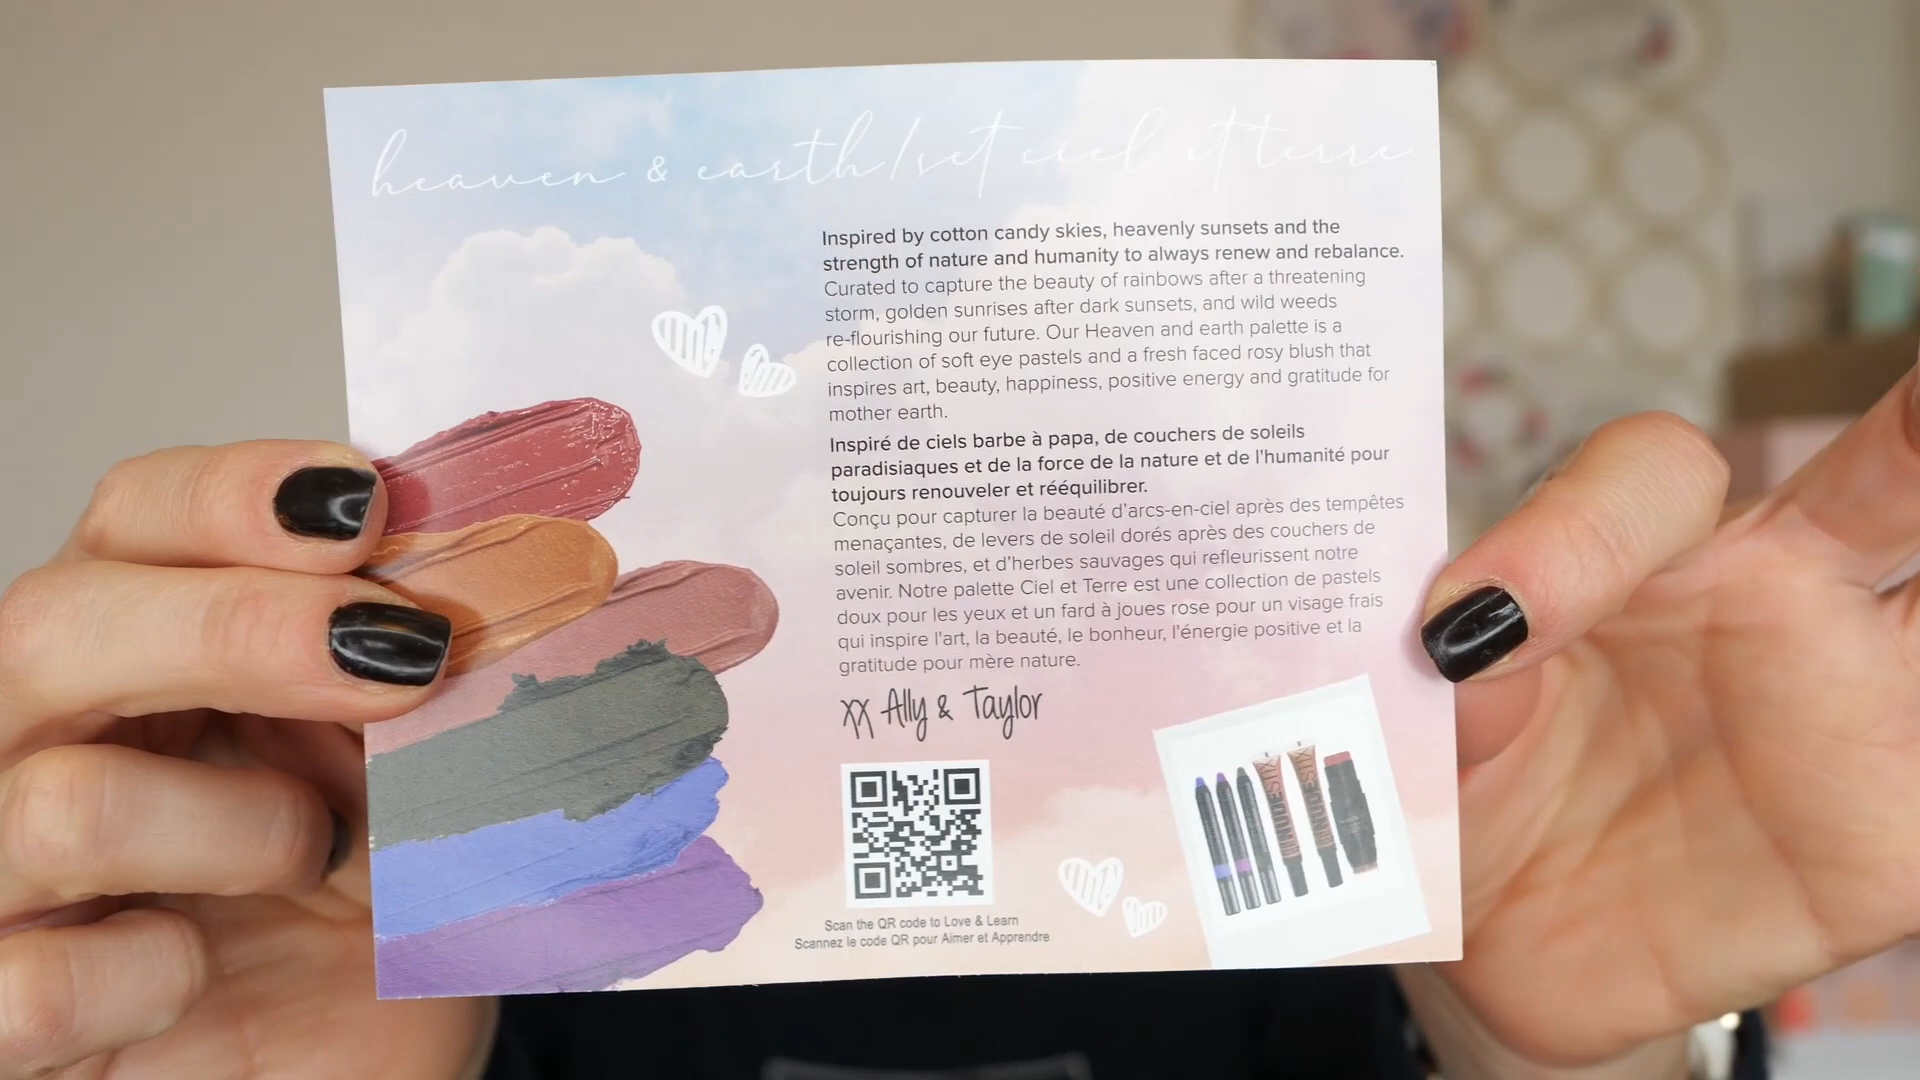 heaven & earth/set ciel et terre
Inspired by cotton candy skies, heavenly sunsets and the
strength of nature and humanity to always renew and rebalance.
Curated to capture the beauty of rainbows after a threatening
storm, golden sunrises after dark sunsets, and wild weeds
re-flourishing our future. Our Heaven and earth palette is a
collection of soft eye pastels and a fresh faced rosy blush that
inspires art, beauty, happiness, positive energy and gratitude for
mother earth.
Inspiré de ciels barbe à papa, de couchers de soleils
paradisiaques et de la force de la nature et de l'humanité pour
toujours renouveler et rééquilibrer.
Conçu pour capturer la beauté d'arcs-en-ciel après des tempêtes
menaçantes, de levers de soleil dorés après des couchers de
soleil sombres, et d'herbes sauvages qui refleurissent notre
avenir. Notre palette Ciel et Terre est une collection de pastels
doux pour les yeux et un fard à joues rose pour un visage frais
qui inspire l'art, la beauté, le bonheur, l'énergie positive et la
gratitude pour mère nature.
xx Ally & Taylor
Scan the QR code to Love & Learn
Scannez le code QR pour Aimer et Apprendre
NUDESTIX
NUDESTIX